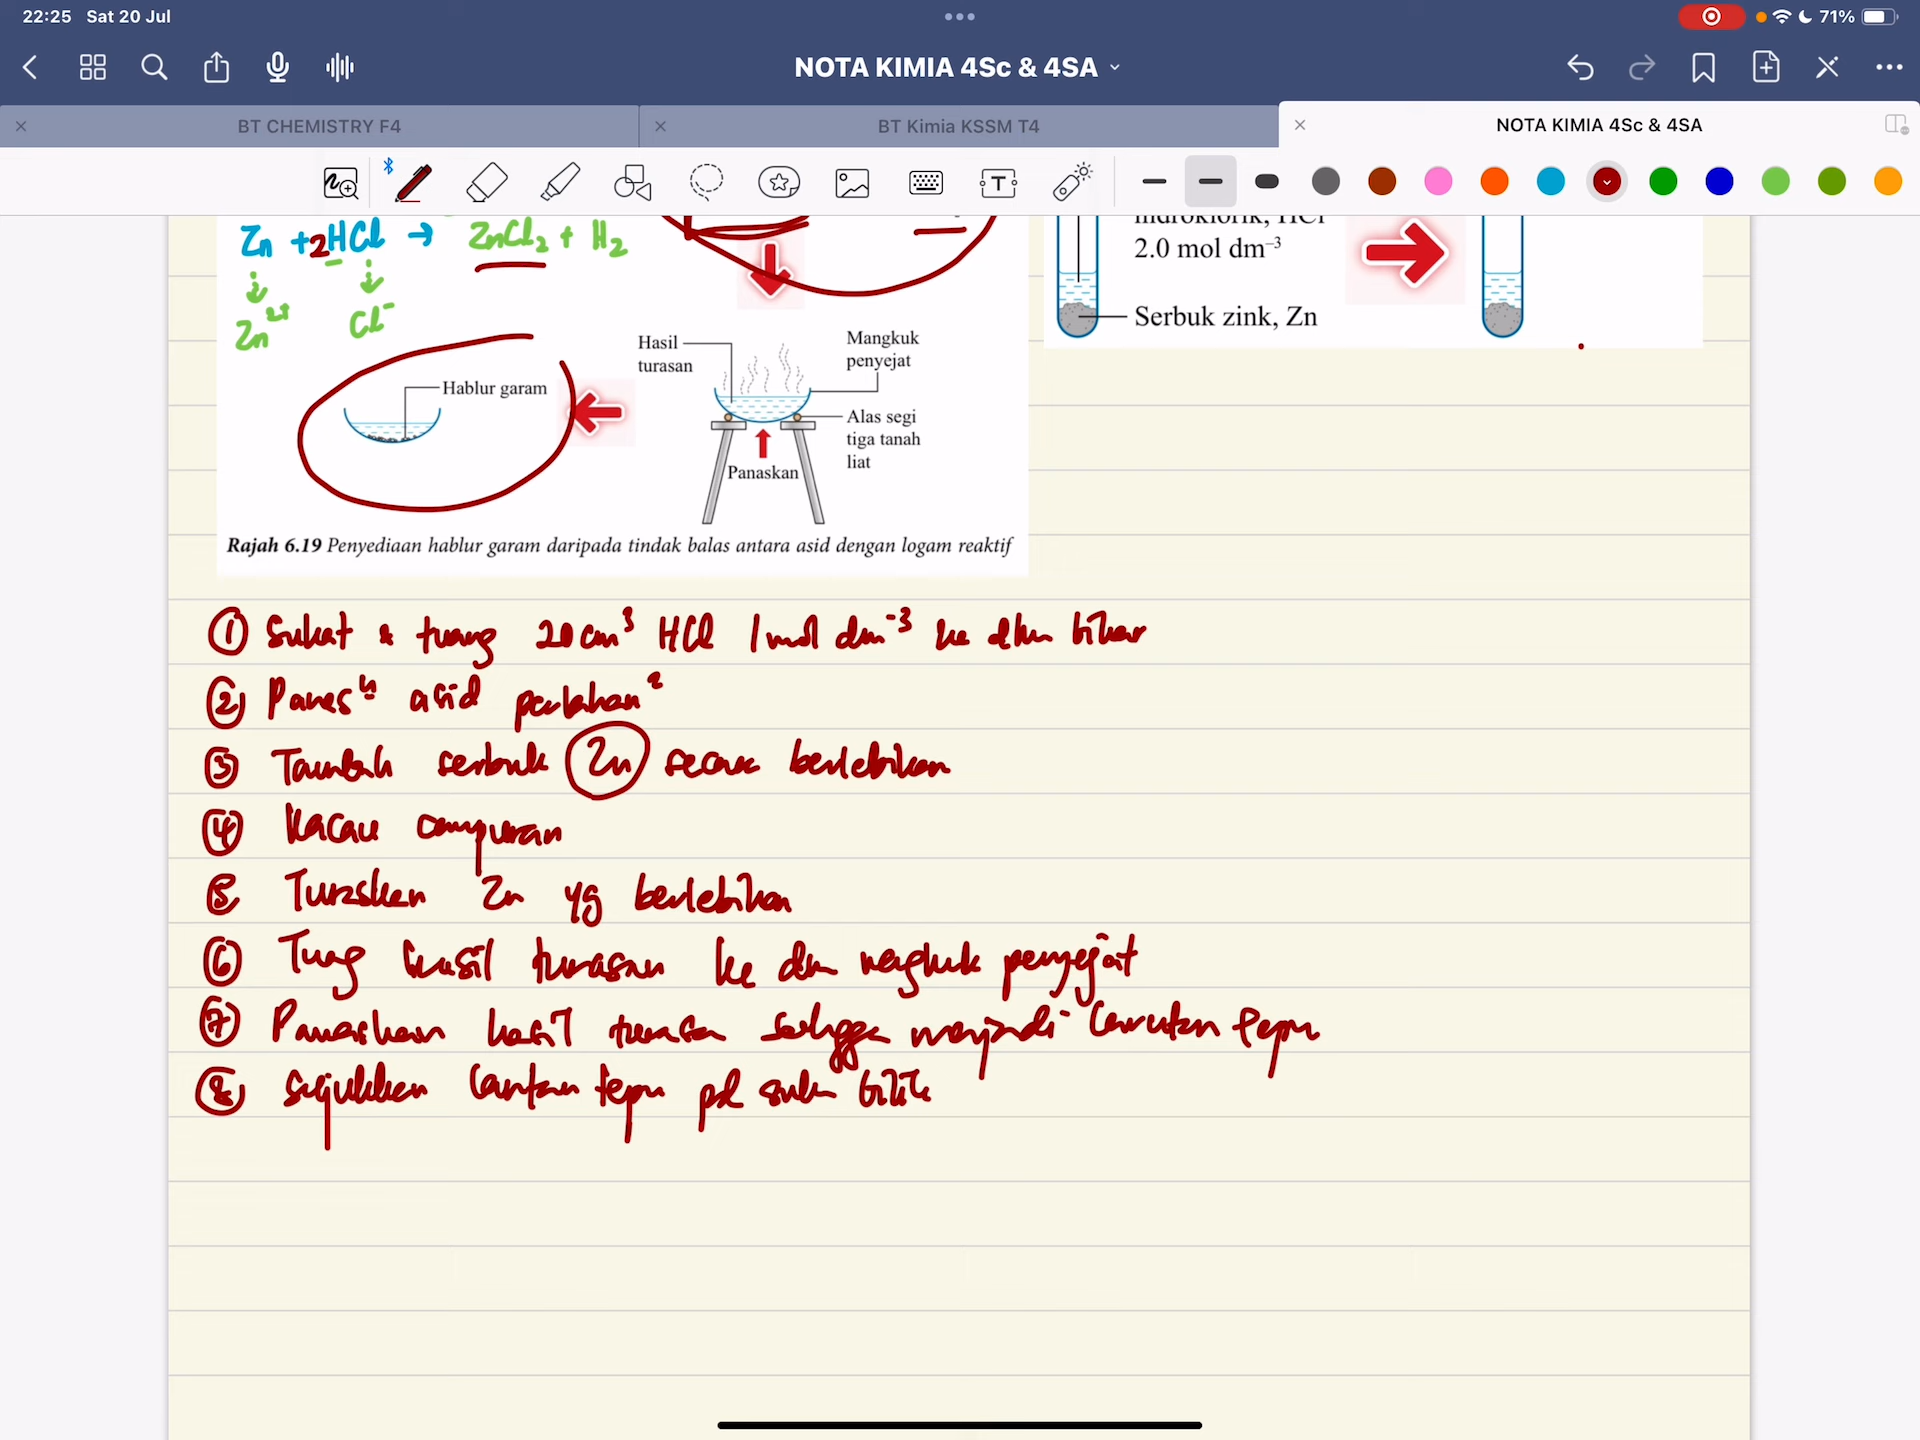 22:25 Sat 20 Jul
71%
NOTA KIMIA 4Sc & 4SA
BT CHEMISTRY F4
BT Kimia KSSM T4
NOTA KIMIA 4Sc & 4SA
Zn + 2HCl → ZnCl₂ + H₂
Zn²⁺
Cl⁻
Hablur garam
Hasil
turasan
Mangkuk
penyejat
Alas segi
tiga tanah
liat
Panaskan
Rajah 6.19 Penyediaan hablur garam daripada tindak balas antara asid dengan logam reaktif
hidroklorik, HCl
2.0 mol dm⁻³
Serbuk zink, Zn
① Sukat & tuang 20 cm³ HCl 1 mol dm⁻³ ke dlm bikar
② Panaskn asid perlahan²
③ Tambah serbuk Zn secara berlebihan
④ Kacau campuran
⑤ Turaskan Zn yg berlebihan
⑥ Tuang hasil turasan ke dlm mangkuk penyejat
⑦ Panaskan hasil turasan sehingga menjadi larutan tepu
⑧ Sejukkan larutan tepu pd suhu bilik